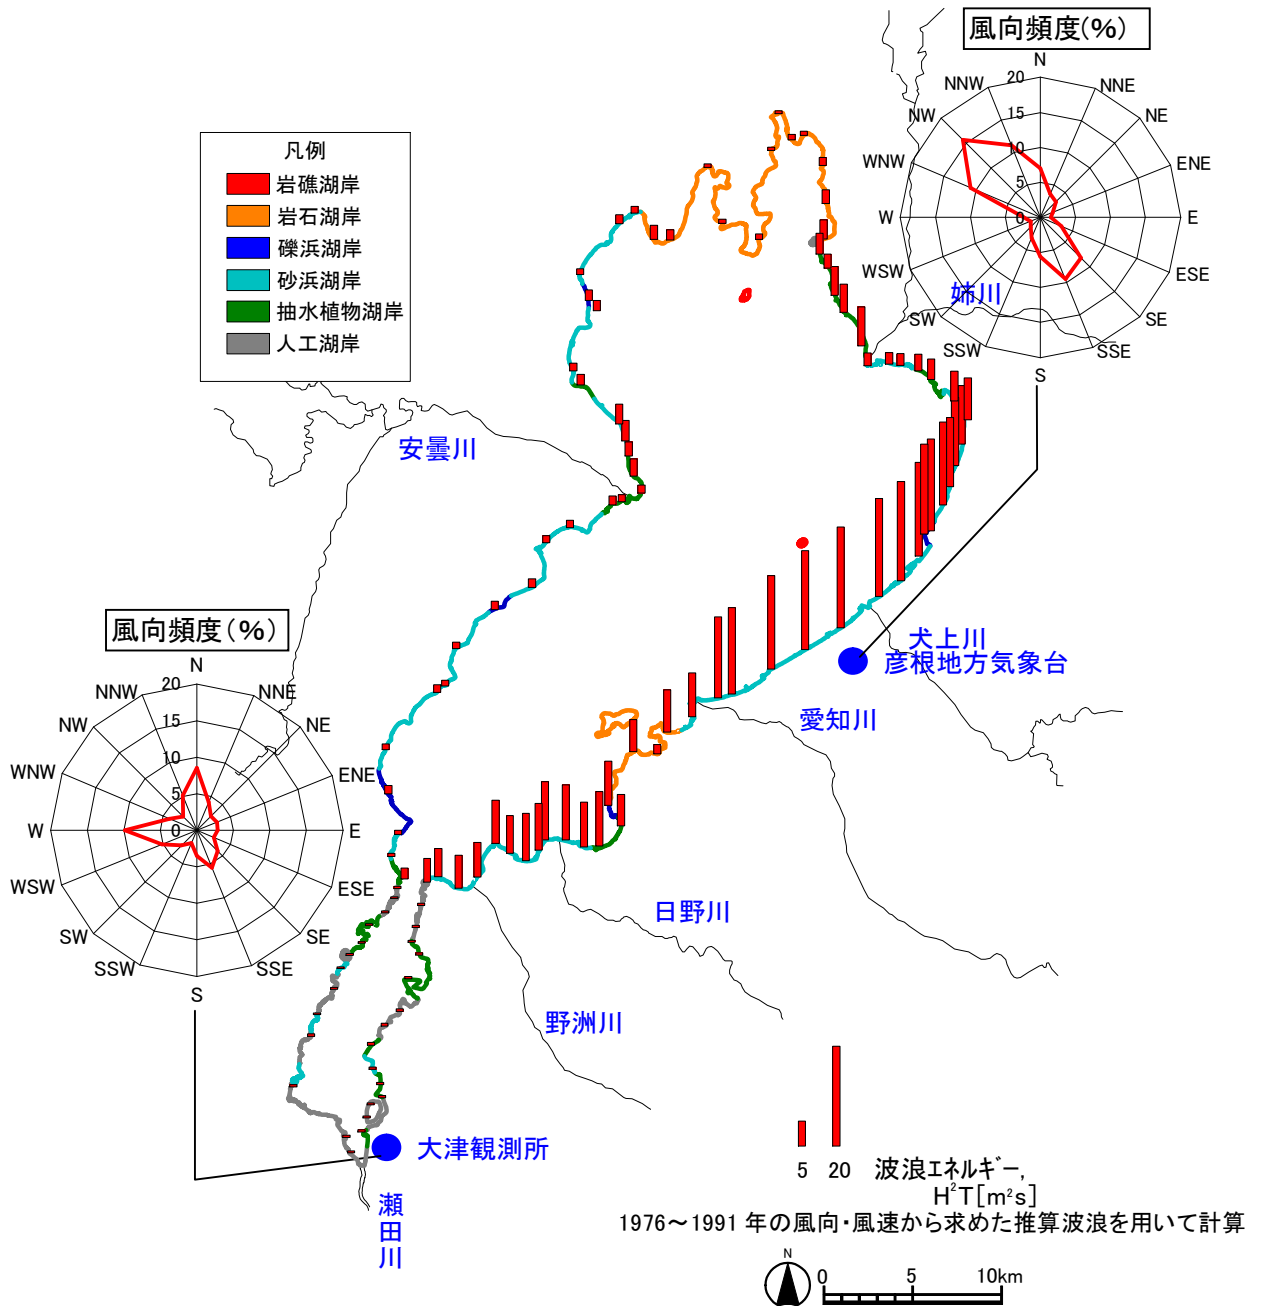 風向頻度(%)
N
NNE
NE
ENE
E
ESE
SE
SSE
S
SSW
SW
WSW
W
WNW
NW
NNW
20
15
10
5
0
凡例
岩礁湖岸
岩石湖岸
礫浜湖岸
砂浜湖岸
抽水植物湖岸
人工湖岸
姉川
安曇川
犬上川
彦根地方気象台
愛知川
風向頻度(%)
N
NNE
NE
ENE
E
ESE
SE
SSE
S
SSW
SW
WSW
W
WNW
NW
NNW
20
15
10
5
0
日野川
野洲川
大津観測所
瀬田川
5 20 波浪エネルギー,
H²T[m²s]
1976～1991 年の風向・風速から求めた推算波浪を用いて計算
N
0 5 10km